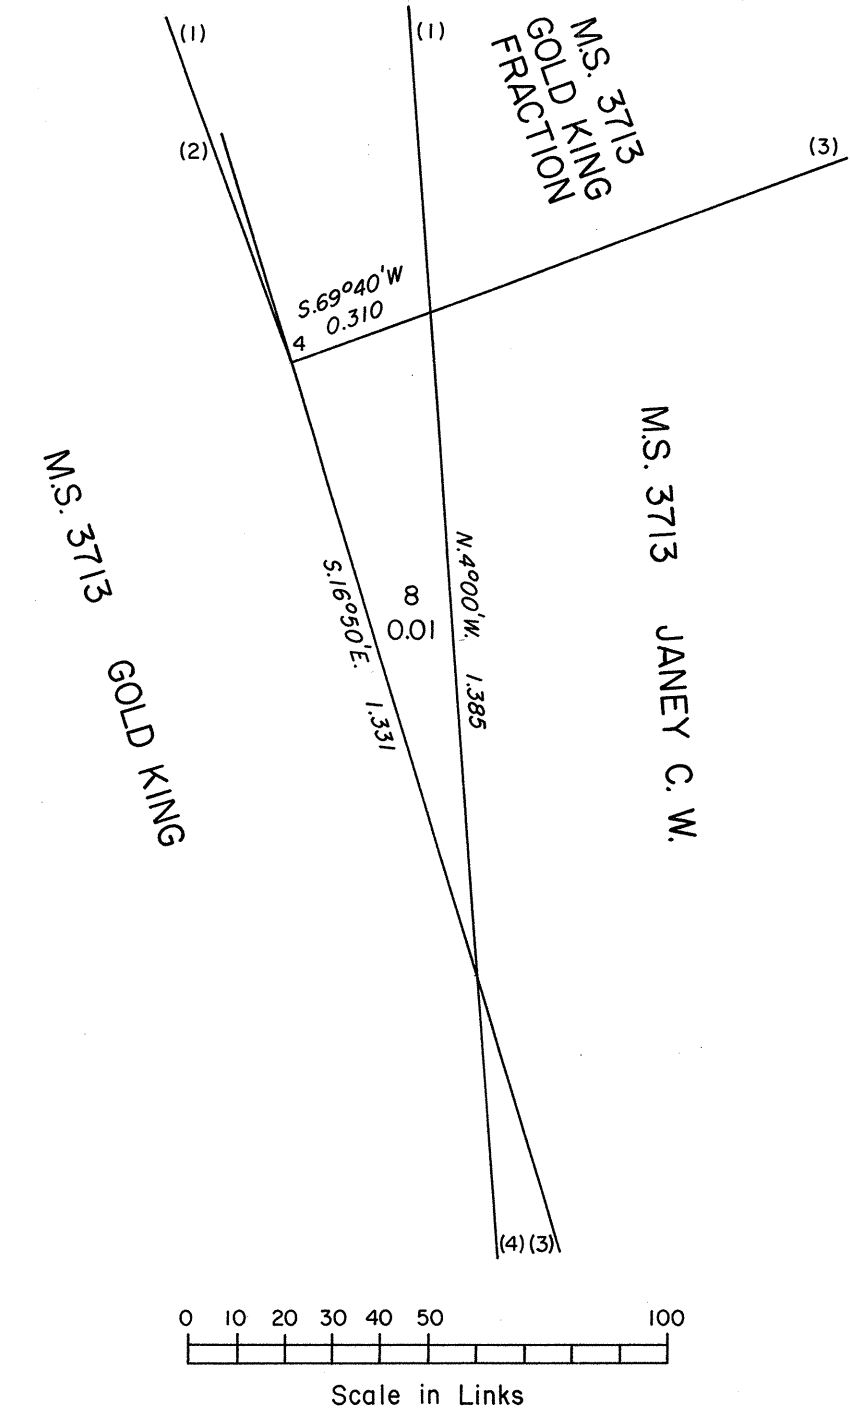 (1)
(1)
M.S. 3713
GOLD KING
FRACTION
(2)
(3)
S.69°40'W
0.310
4
M.S. 3713 GOLD KING
M.S. 3713 JANEY C. W.
S.16°50'E. 1.331
8
0.01
N.4°00'W. 1.385
(4) (3)
0 10 20 30 40 50 100
Scale in Links